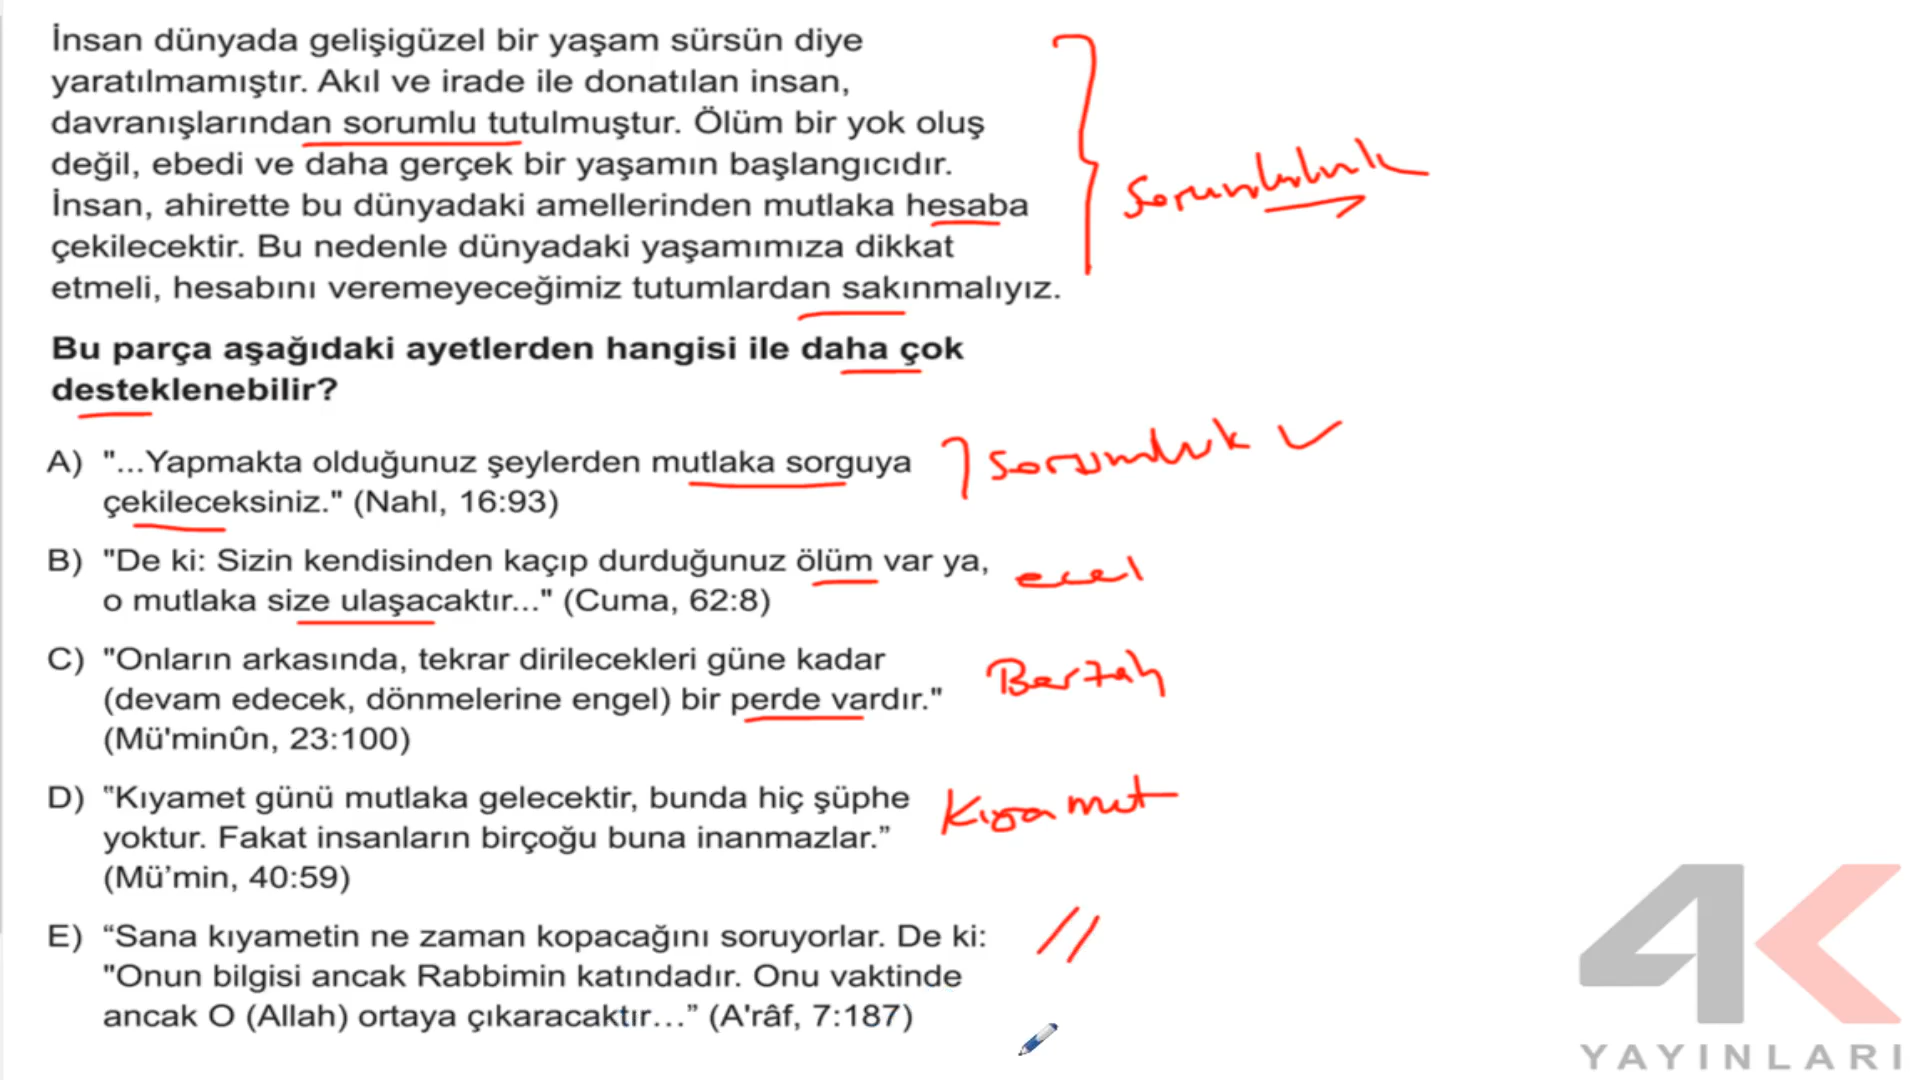 İnsan dünyada gelişigüzel bir yaşam sürsün diye
yaratılmamıştır. Akıl ve irade ile donatılan insan,
davranışlarından sorumlu tutulmuştur. Ölüm bir yok oluş
değil, ebedi ve daha gerçek bir yaşamın başlangıcıdır.
İnsan, ahirette bu dünyadaki amellerinden mutlaka hesaba
çekilecektir. Bu nedenle dünyadaki yaşamımıza dikkat
etmeli, hesabını veremeyeceğimiz tutumlardan sakınmalıyız.
Sorumluluk
Bu parça aşağıdaki ayetlerden hangisi ile daha çok
desteklenebilir?
A) "...Yapmakta olduğunuz şeylerden mutlaka sorguya
çekileceksiniz." (Nahl, 16:93)
Sorumluluk
B) "De ki: Sizin kendisinden kaçıp durduğunuz ölüm var ya,
o mutlaka size ulaşacaktır..." (Cuma, 62:8)
ecel
C) "Onların arkasında, tekrar dirilecekleri güne kadar
(devam edecek, dönmelerine engel) bir perde vardır."
(Mü'minûn, 23:100)
Berzah
D) "Kıyamet günü mutlaka gelecektir, bunda hiç şüphe
yoktur. Fakat insanların birçoğu buna inanmazlar.”
(Mü’min, 40:59)
Kıyamet
E) “Sana kıyametin ne zaman kopacağını soruyorlar. De ki:
"Onun bilgisi ancak Rabbimin katındadır. Onu vaktinde
ancak O (Allah) ortaya çıkaracaktır...” (A'râf, 7:187)
//
4K
YAYINLARI